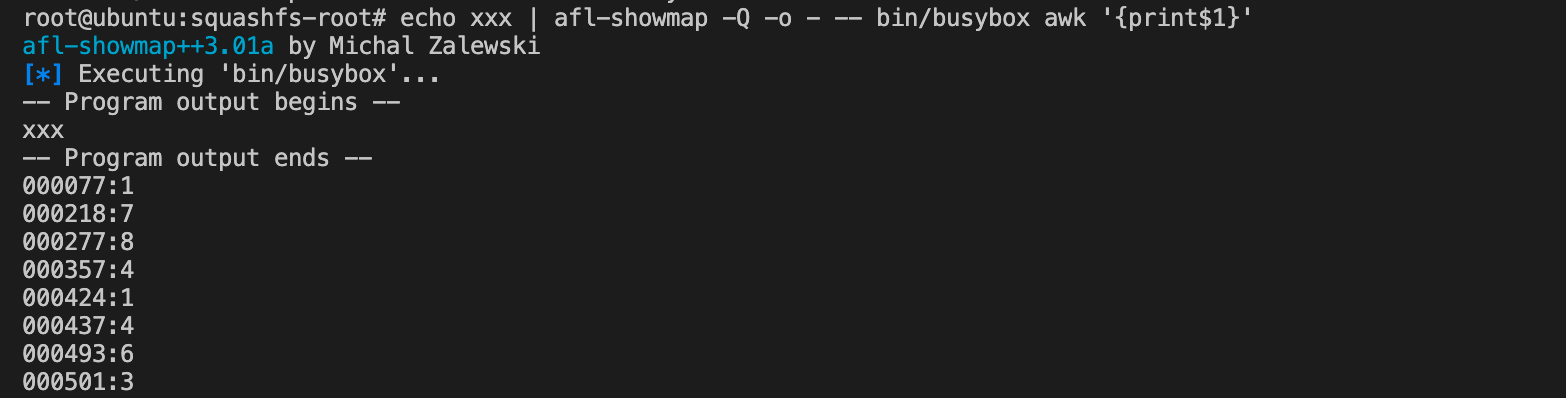 root@ubuntu:squashfs-root# echo xxx | afl-showmap -Q -o - -- bin/busybox awk '{print$1}'
afl-showmap++3.01a by Michal Zalewski
[*] Executing 'bin/busybox'...
-- Program output begins --
xxx
-- Program output ends --
000077:1
000218:7
000277:8
000357:4
000424:1
000437:4
000493:6
000501:3